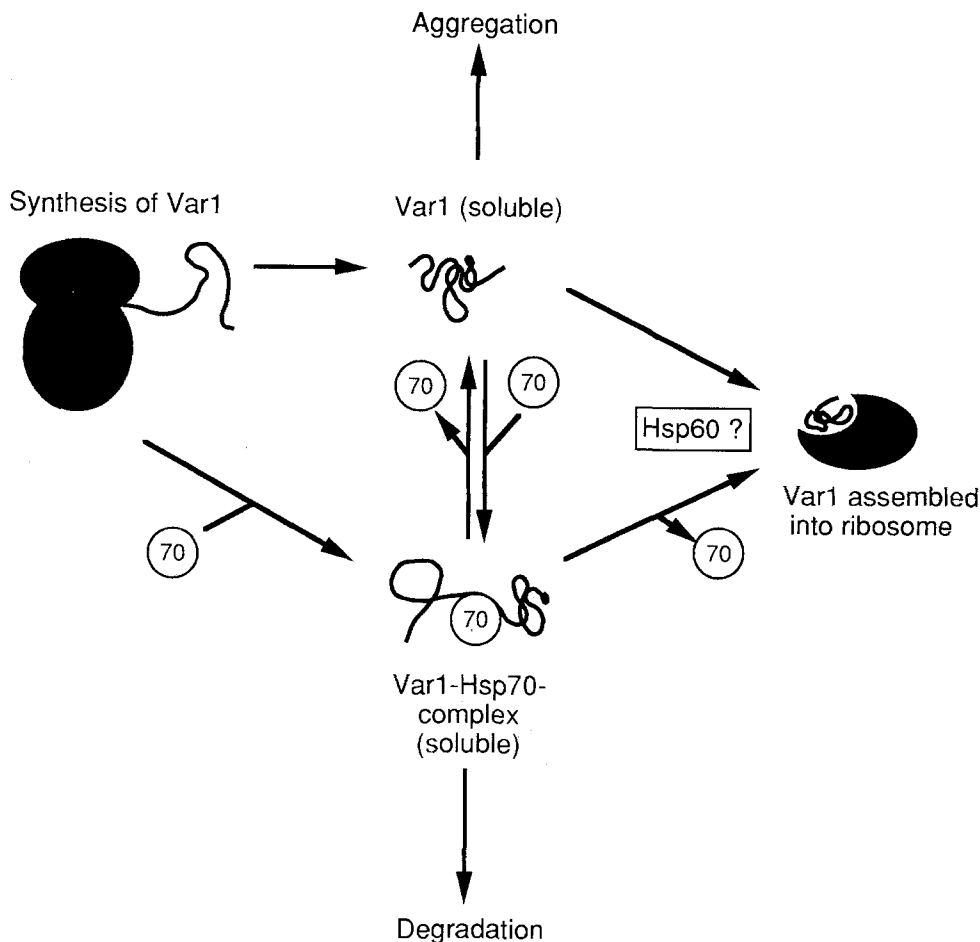 Aggregation
Synthesis of Var1
Var1 (soluble)
70
70
Hsp60 ?
Var1 assembled
into ribosome
70
70
70
Var1-Hsp70-
complex
(soluble)
Degradation